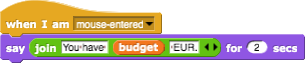 when I am mouse-entered
say join You have budget EUR. for 2 secs